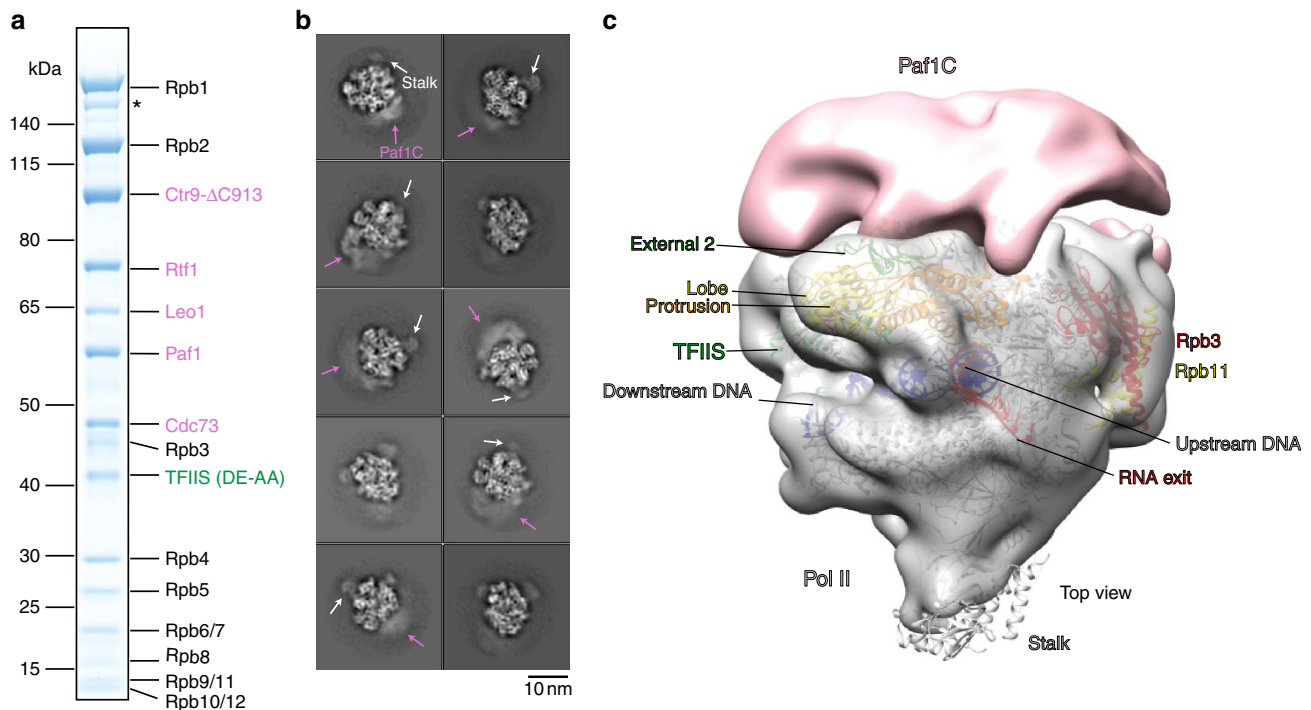 a
kDa
140
115
80
65
50
40
30
25
15
Rpb1
*
Rpb2
Ctr9-ΔC913
Rtf1
Leo1
Paf1
Cdc73
Rpb3
TFIIS (DE-AA)
Rpb4
Rpb5
Rpb6/7
Rpb8
Rpb9/11
Rpb10/12
b
Stalk
Paf1C
10 nm
c
Paf1C
External 2
Lobe
Protrusion
TFIIS
Downstream DNA
Rpb3
Rpb11
Upstream DNA
RNA exit
Pol II
Top view
Stalk